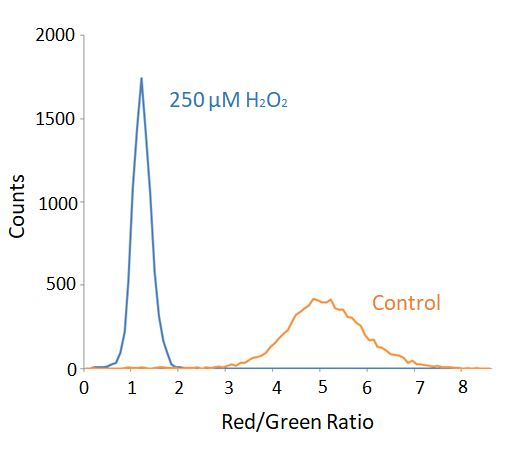 2000
250 µM H₂O₂
1500
Counts
1000
500
Control
0
0 1 2 3 4 5 6 7 8
Red/Green Ratio